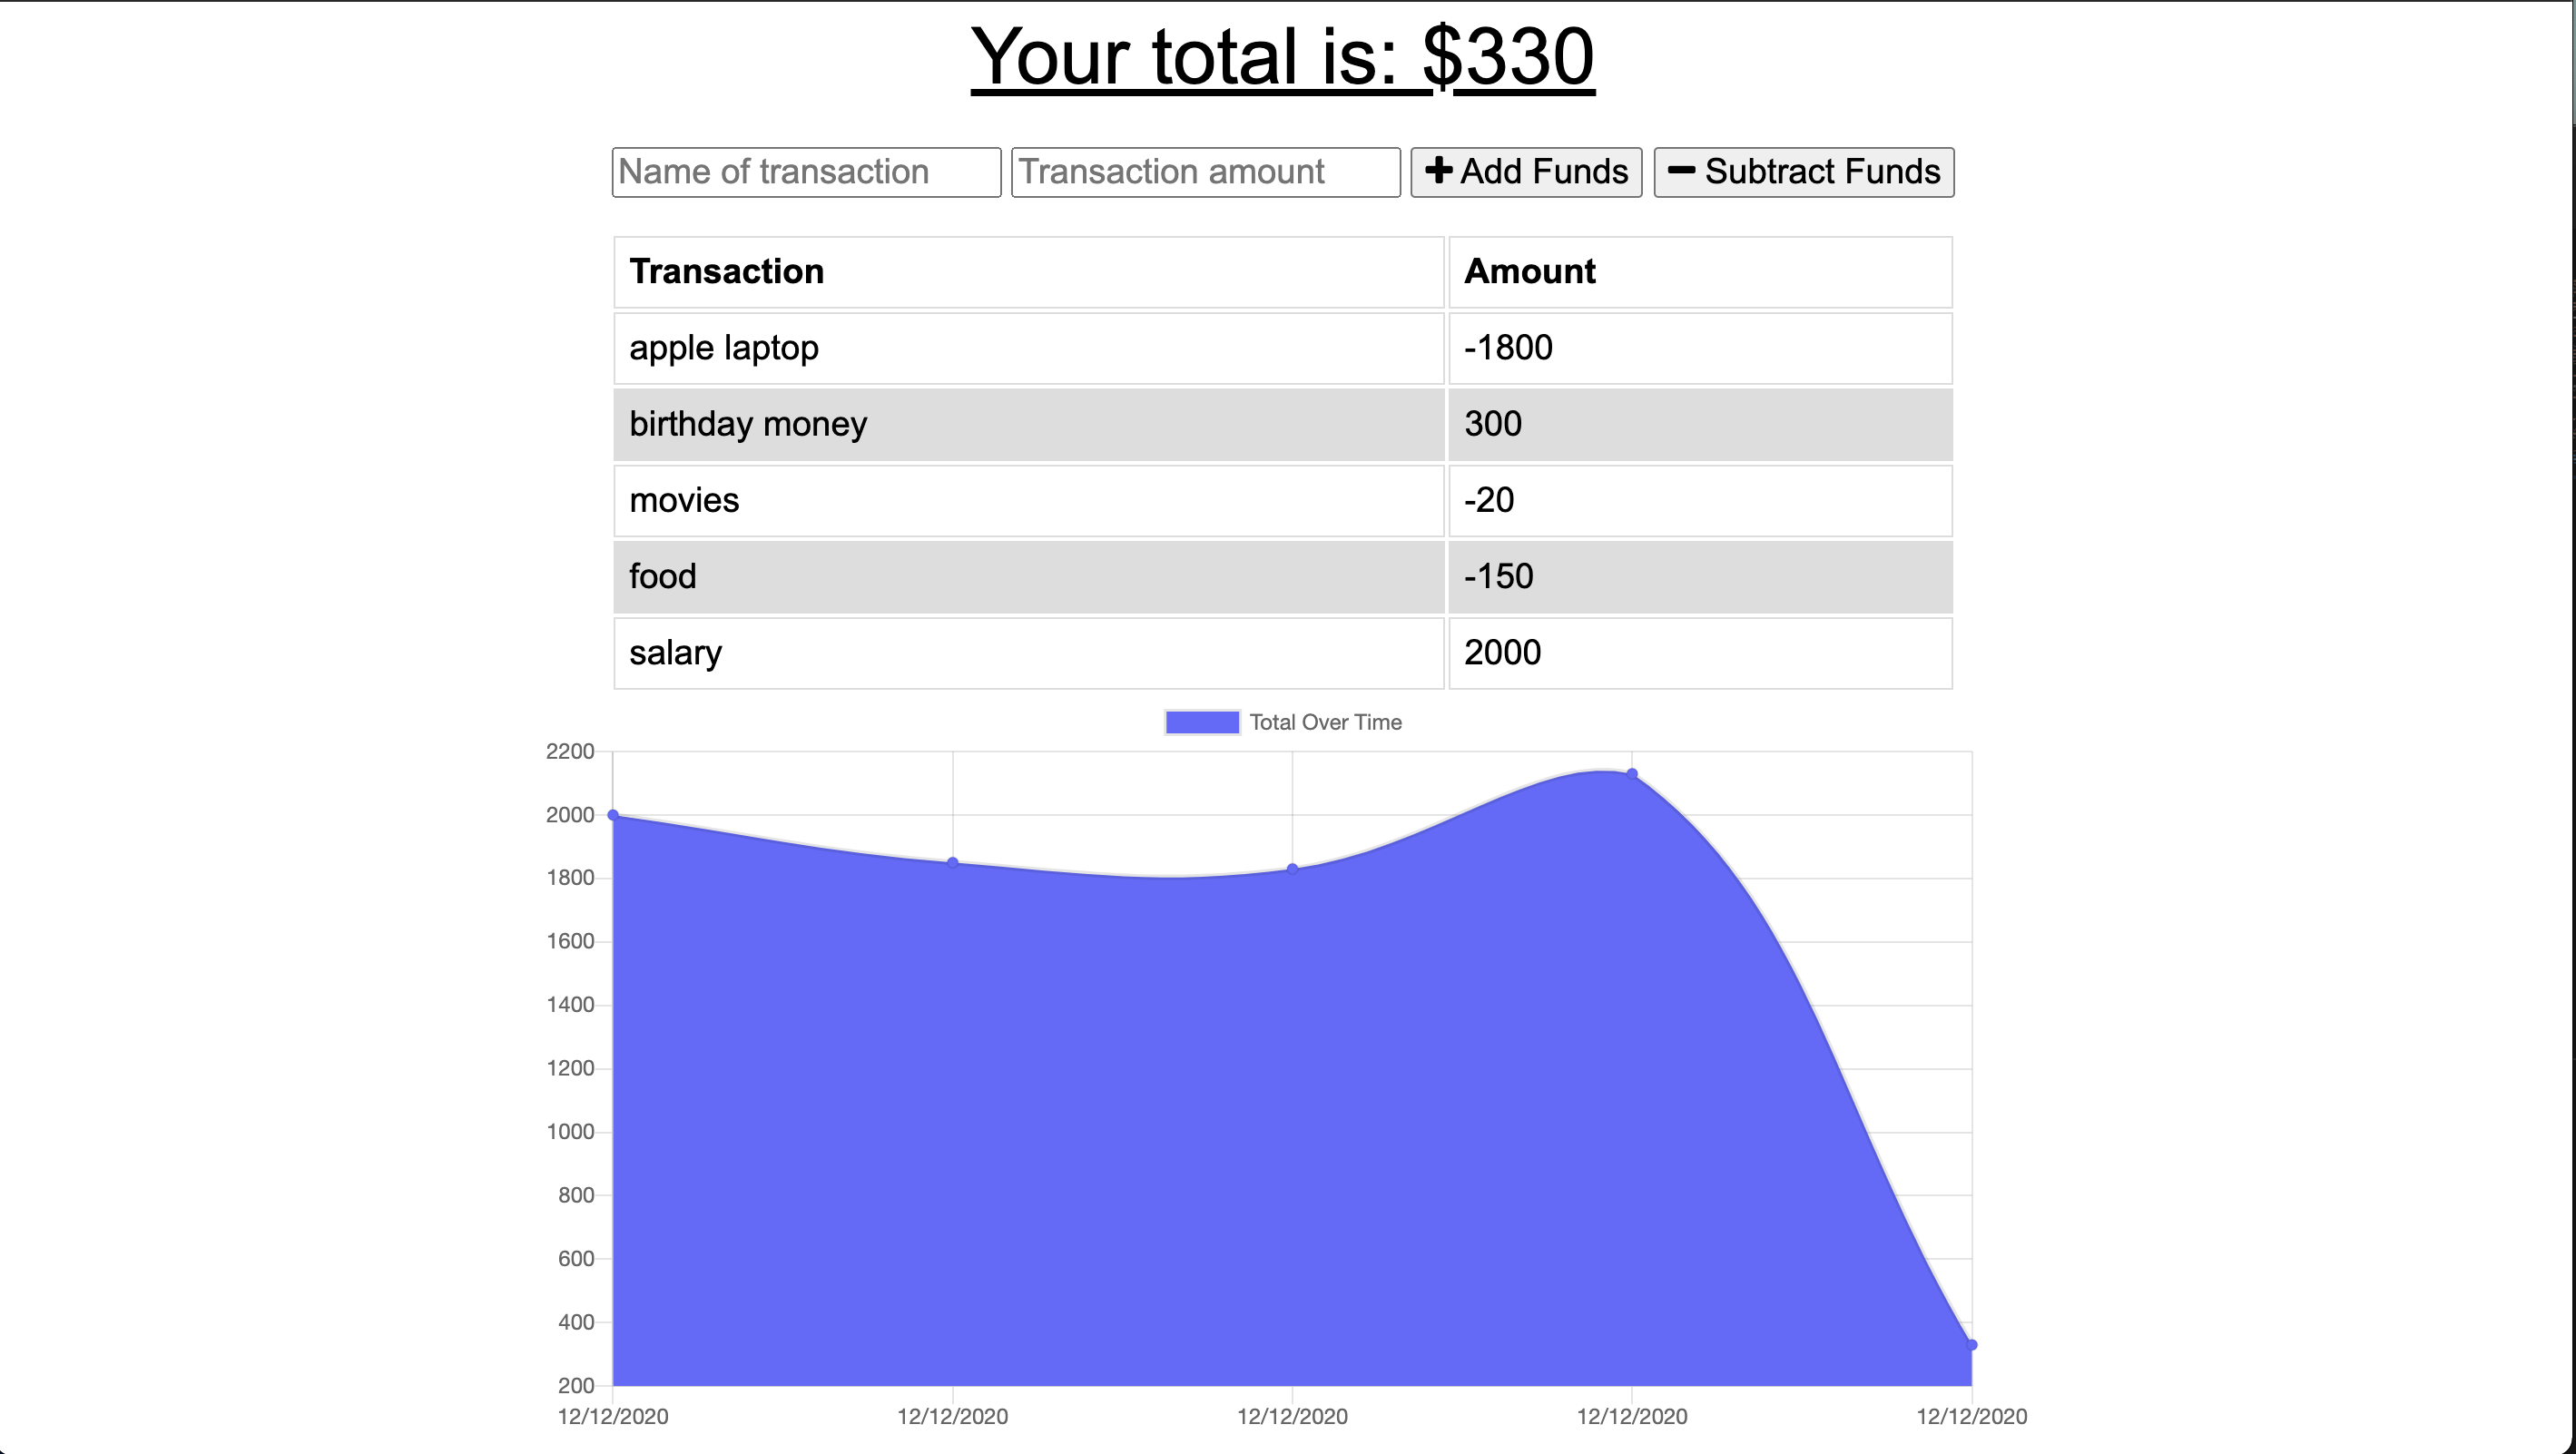 Your total is: $330
Name of transaction Transaction amount Add Funds Subtract Funds
Transaction Amount
apple laptop -1800
birthday money 300
movies -20
food -150
salary 2000
Total Over Time
2200
2000
1800
1600
1400
1200
1000
800
600
400
200
12/12/2020 12/12/2020 12/12/2020 12/12/2020 12/12/2020